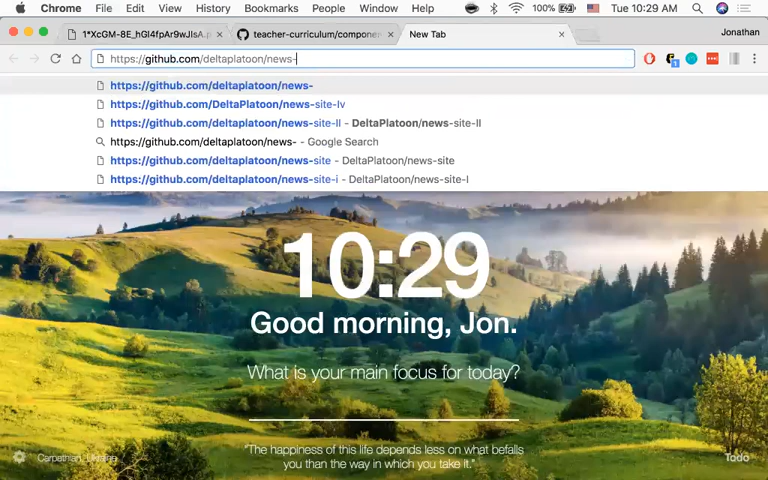 Chrome File Edit View History Bookmarks People Window Help 100% Tue 10:29 AM
1*XcGM-8E_hGl4fpAr9wJIsA.p
teacher-curriculum/componen
New Tab
Jonathan
https://github.com/deltaplatoon/news-
https://github.com/deltaplatoon/news-
https://github.com/DeltaPlatoon/news-site-Iv
https://github.com/deltaplatoon/news-site-II - DeltaPlatoon/news-site-II
https://github.com/deltaplatoon/news- - Google Search
https://github.com/deltaplatoon/news-site - DeltaPlatoon/news-site
https://github.com/deltaplatoon/news-site-i - DeltaPlatoon/news-site-I
10:29
Good morning, Jon.
What is your main focus for today?
"The happiness of this life depends less on what befalls
you than the way in which you take it."
Carpathian, Ukraine
Todo